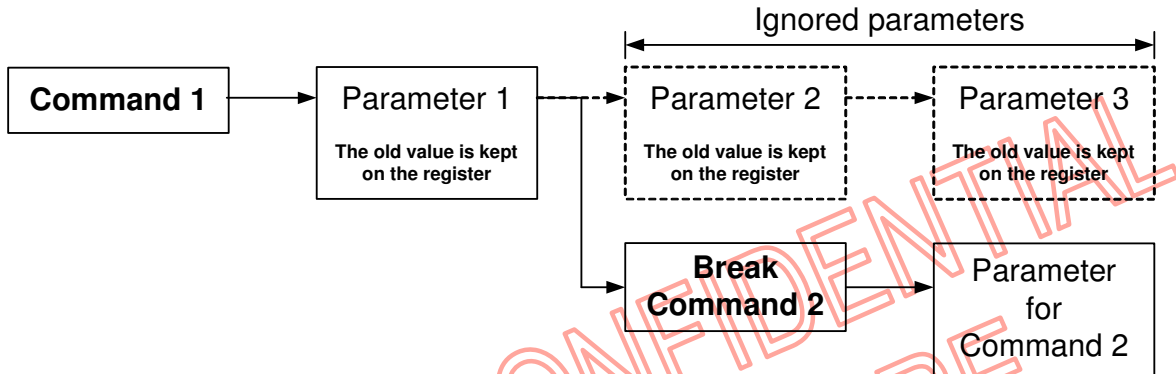 Ignored parameters
Command 1
Parameter 1
The old value is kept
on the register
Parameter 2
The old value is kept
on the register
Parameter 3
The old value is kept
on the register
Break
Command 2
Parameter
for
Command 2
CONFIDENTIAL